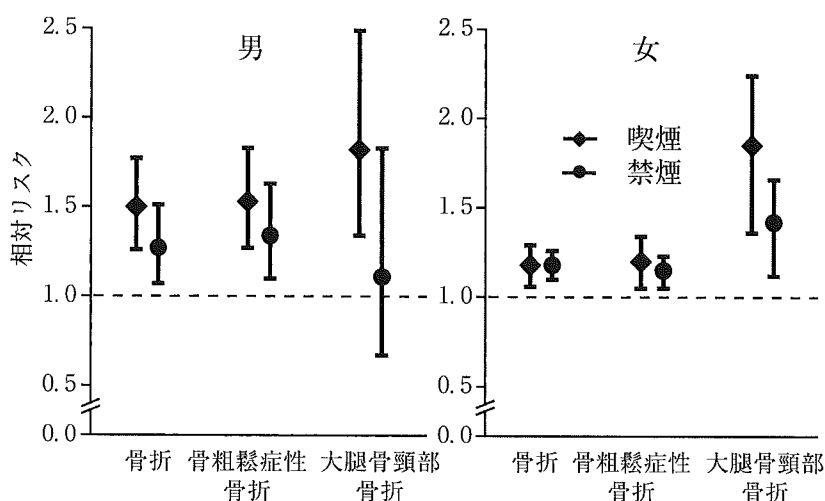 男
2.5
2.0
1.5
1.0
0.5
0.0
相対リスク
骨折
骨粗鬆症性
骨折
大腿骨頸部
骨折
女
2.5
2.0
1.5
1.0
0.5
0.0
喫煙
禁煙
骨折
骨粗鬆症性
骨折
大腿骨頸部
骨折